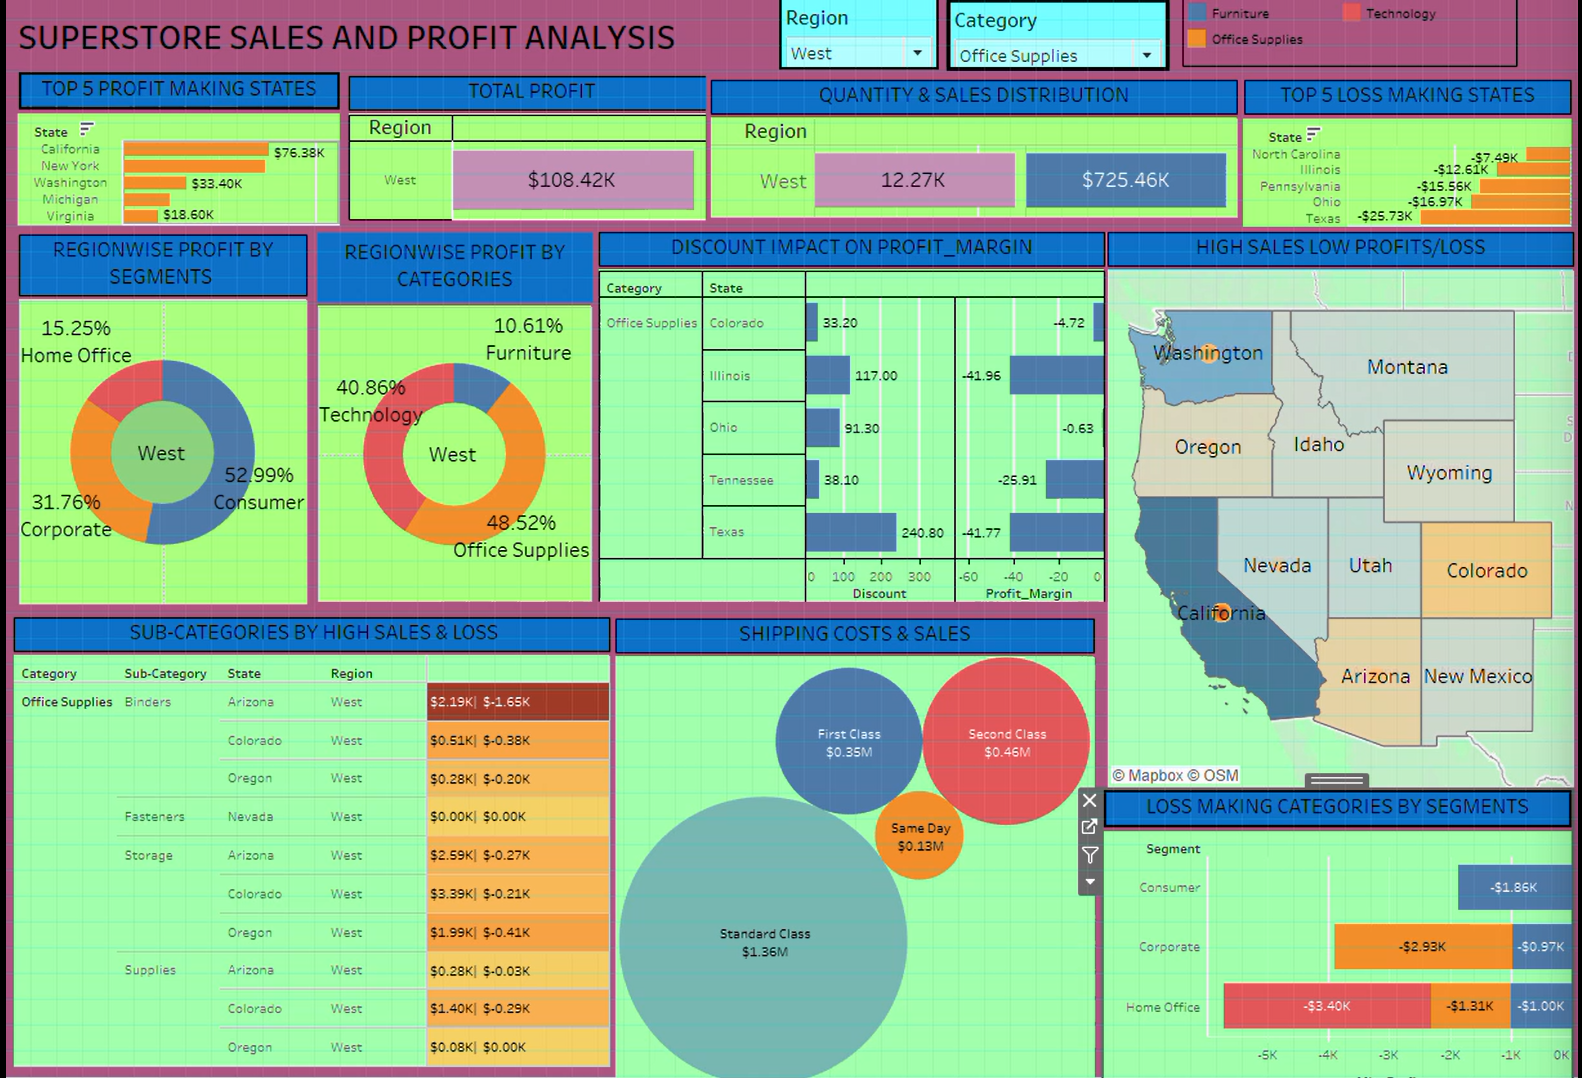 SUPERSTORE SALES AND PROFIT ANALYSIS
Region
West
Category
Office Supplies
Furniture
Technology
Office Supplies
TOP 5 PROFIT MAKING STATES
State
California
$76.38K
New York
Washington
$33.40K
Michigan
Virginia
$18.60K
TOTAL PROFIT
Region
West
$108.42K
QUANTITY & SALES DISTRIBUTION
Region
West
12.27K
$725.46K
TOP 5 LOSS MAKING STATES
State
North Carolina
-$7.49K
Illinois
-$12.61K
Pennsylvania
-$15.56K
Ohio
-$16.97K
Texas
-$25.73K
REGIONWISE PROFIT BY
SEGMENTS
15.25%
Home Office
West
52.99%
Consumer
31.76%
Corporate
REGIONWISE PROFIT BY
CATEGORIES
10.61%
Furniture
40.86%
Technology
West
48.52%
Office Supplies
DISCOUNT IMPACT ON PROFIT_MARGIN
Category
State
Office Supplies
Colorado
33.20
-4.72
Illinois
117.00
-41.96
Ohio
91.30
-0.63
Tennessee
38.10
-25.91
Texas
240.80
-41.77
0 100 200 300
-60 -40 -20 0
Discount
Profit_Margin
HIGH SALES LOW PROFITS/LOSS
Washington
Montana
Oregon
Idaho
Wyoming
Nevada
Utah
Colorado
California
Arizona
New Mexico
© Mapbox © OSM
SUB-CATEGORIES BY HIGH SALES & LOSS
Category Sub-Category State Region
Office Supplies Binders Arizona West $2.19K| $-1.65K
Colorado West $0.51K| $-0.38K
Oregon West $0.28K| $-0.20K
Fasteners Nevada West $0.00K| $0.00K
Storage Arizona West $2.59K| $-0.27K
Colorado West $3.39K| $-0.21K
Oregon West $1.99K| $-0.41K
Supplies Arizona West $0.28K| $-0.03K
Colorado West $1.40K| $-0.29K
Oregon West $0.08K| $0.00K
SHIPPING COSTS & SALES
First Class
$0.35M
Second Class
$0.46M
Same Day
$0.13M
Standard Class
$1.36M
LOSS MAKING CATEGORIES BY SEGMENTS
Segment
Consumer
-$1.86K
Corporate
-$2.93K
-$0.97K
Home Office
-$3.40K
-$1.31K
-$1.00K
-5K -4K -3K -2K -1K 0K